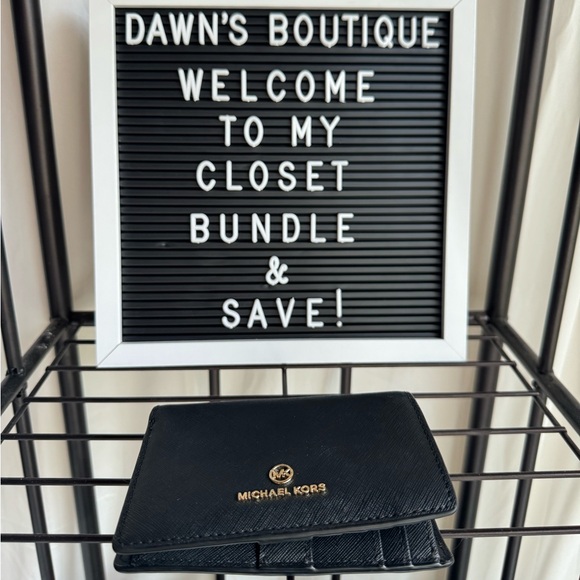 DAWN'S BOUTIQUE
WELCOME
TO MY
CLOSET
BUNDLE
&
SAVE!
MK
MICHAEL KORS